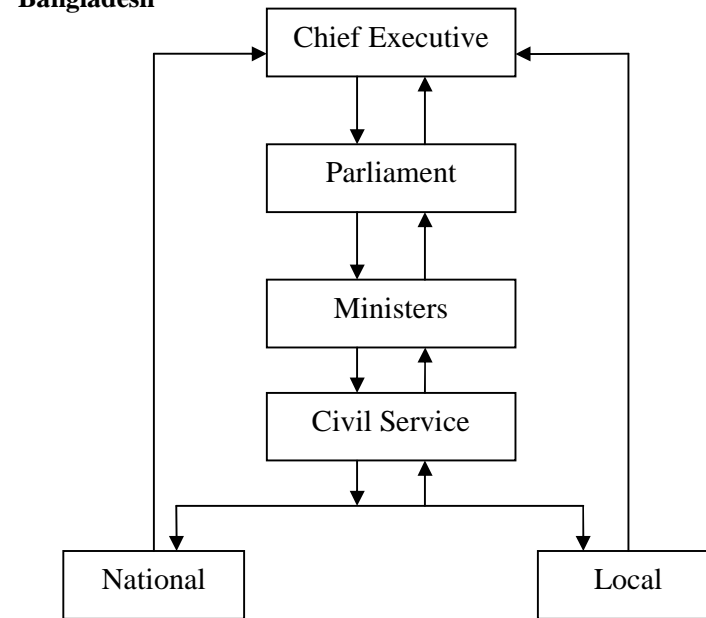 Bangladesh
Chief Executive
Parliament
Ministers
Civil Service
National
Local